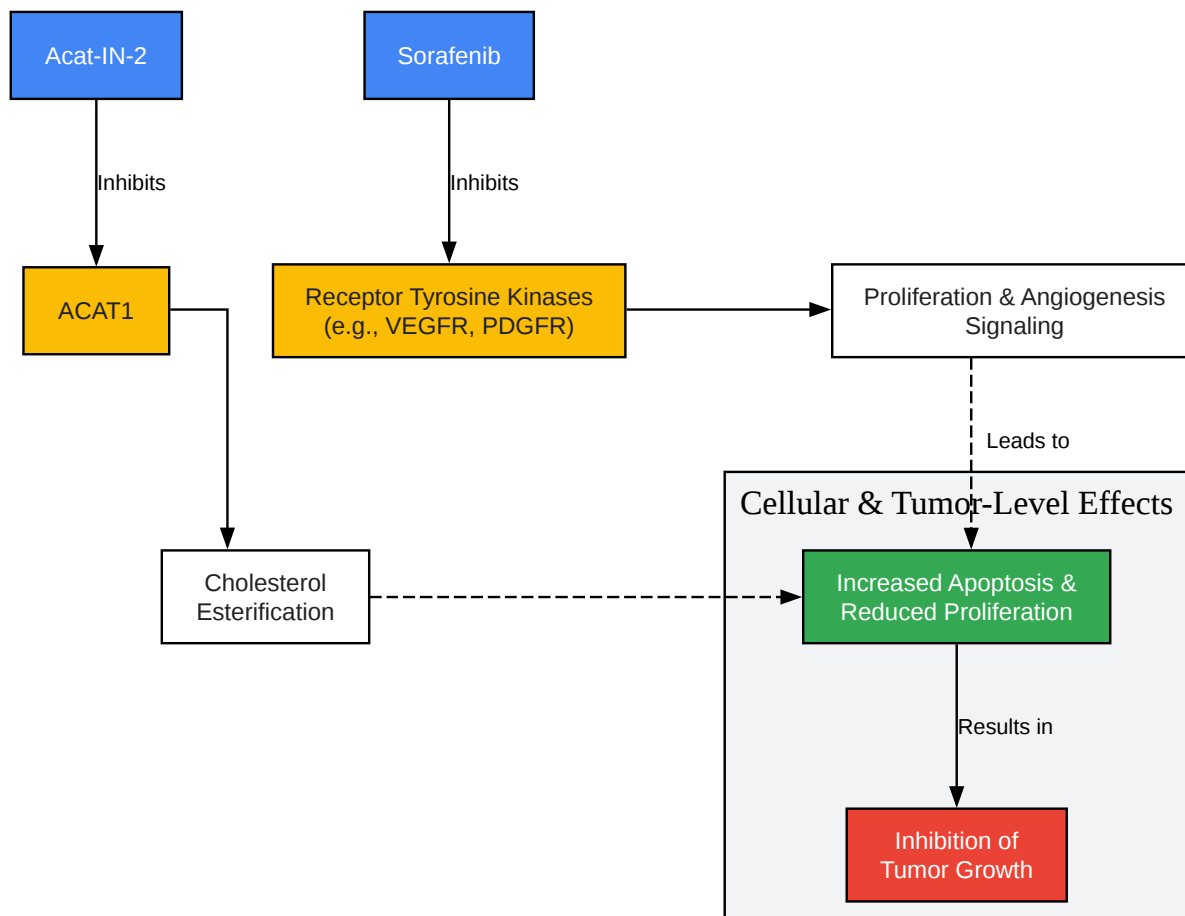 Acat-IN-2
Sorafenib
Inhibits
Inhibits
ACAT1
Receptor Tyrosine Kinases
(e.g., VEGFR, PDGFR)
Proliferation & Angiogenesis
Signaling
Leads to
Cellular & Tumor-Level Effects
Cholesterol
Esterification
Increased Apoptosis &
Reduced Proliferation
Results in
Inhibition of
Tumor Growth